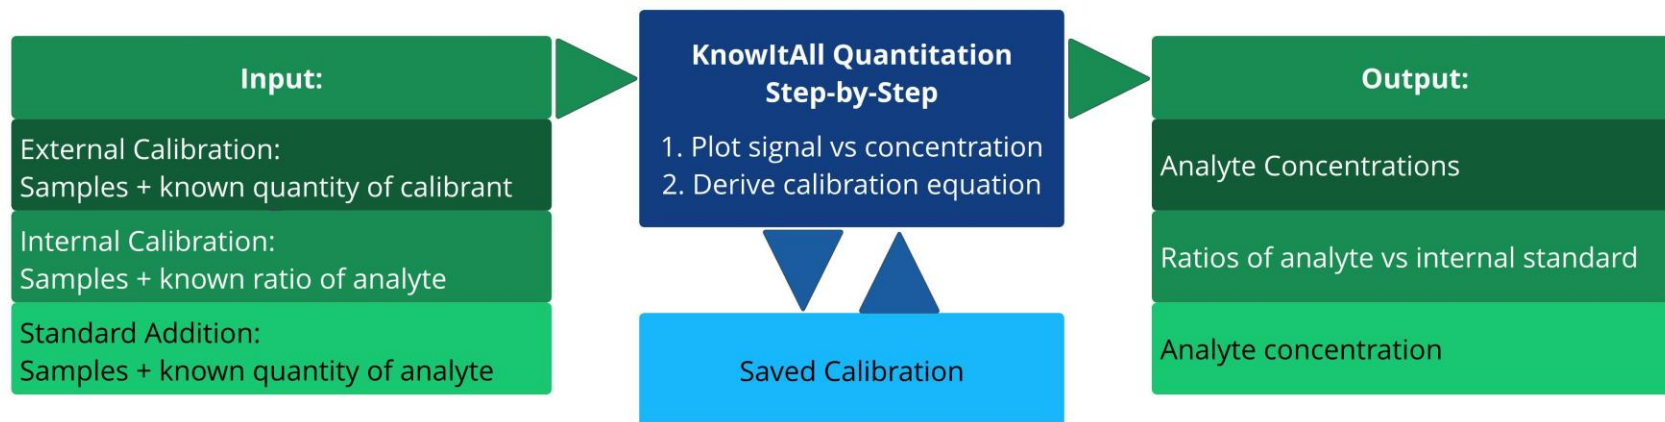 Input:
External Calibration:
Samples + known quantity of calibrant
Internal Calibration:
Samples + known ratio of analyte
Standard Addition:
Samples + known quantity of analyte
KnowItAll Quantitation
Step-by-Step
1. Plot signal vs concentration
2. Derive calibration equation
Saved Calibration
Output:
Analyte Concentrations
Ratios of analyte vs internal standard
Analyte concentration